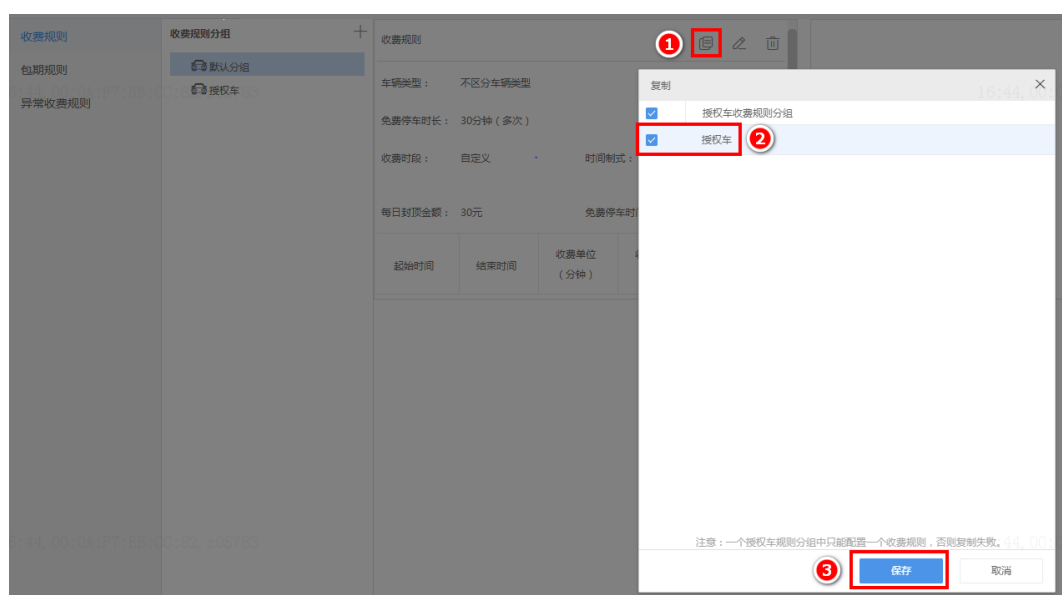 收费规则
包期规则
异常收费规则
收费规则分组
默认分组
授权车
收费规则
车辆类型： 不区分车辆类型
免费停车时长： 30分钟（多次）
收费时段： 自定义 时间制式：
每日封顶金额： 30元 免费停车时
起始时间 结束时间 收费单位
（分钟）
1
复制
授权车收费规则分组
授权车
2
注意：一个授权车规则分组中只能配置一个收费规则，否则复制失败。
3
保存 取消